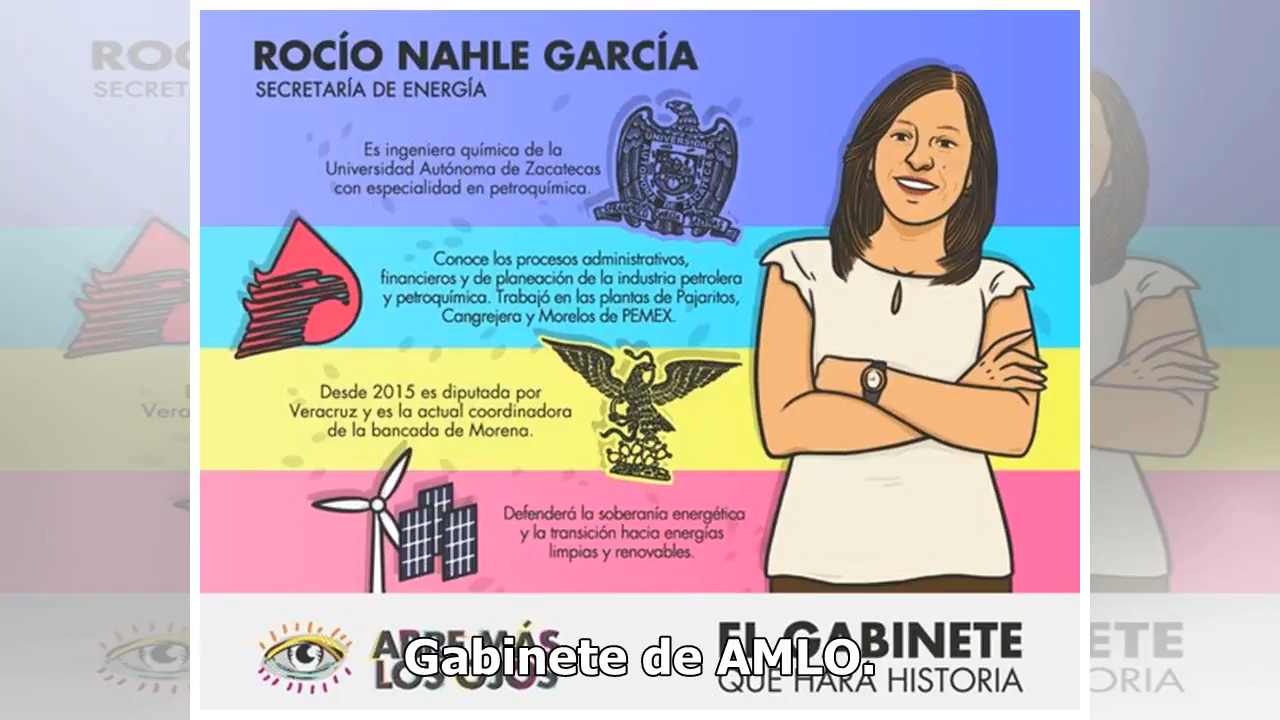 ROCÍO NAHLE GARCÍA
SECRETARÍA DE ENERGÍA
Es ingeniera química de la
Universidad Autónoma de Zacatecas
con especialidad en petroquímica.
UNIVERSIDAD
Conoce los procesos administrativos,
financieros y de planeación de la industria petrolera
y petroquímica. Trabajó en las plantas de Pajaritos,
Cangrejera y Morelos de PEMEX.
Desde 2015 es diputada por
Veracruz y es la actual coordinadora
de la bancada de Morena.
Defenderá la soberanía energética
y la transición hacia energías
limpias y renovables.
ABRE MÁS
LOS OJOS
EL GABINETE
QUE HARÁ HISTORIA
Gabinete de AMLO.